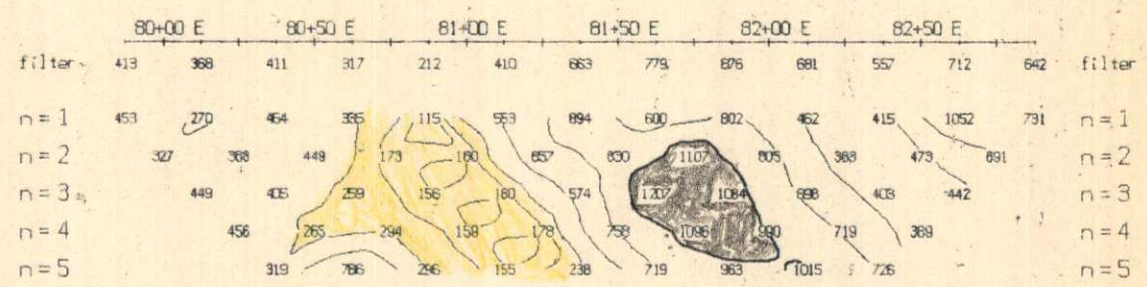 80+00 E 80+50 E 81+00 E 81+50 E 82+00 E 82+50 E
filter 413 368 411 317 212 410 663 779 876 681 557 712 642 filter
n=1 453 270 464 335 115 553 894 600 802 462 415 1052 791 n=1
n=2 327 368 449 173 160 657 830 1107 805 368 473 691 n=2
n=3 449 405 259 156 180 574 1207 1084 698 403 442 n=3
n=4 456 265 294 159 178 758 1096 990 719 389 n=4
n=5 319 786 296 155 238 719 963 1015 726 n=5